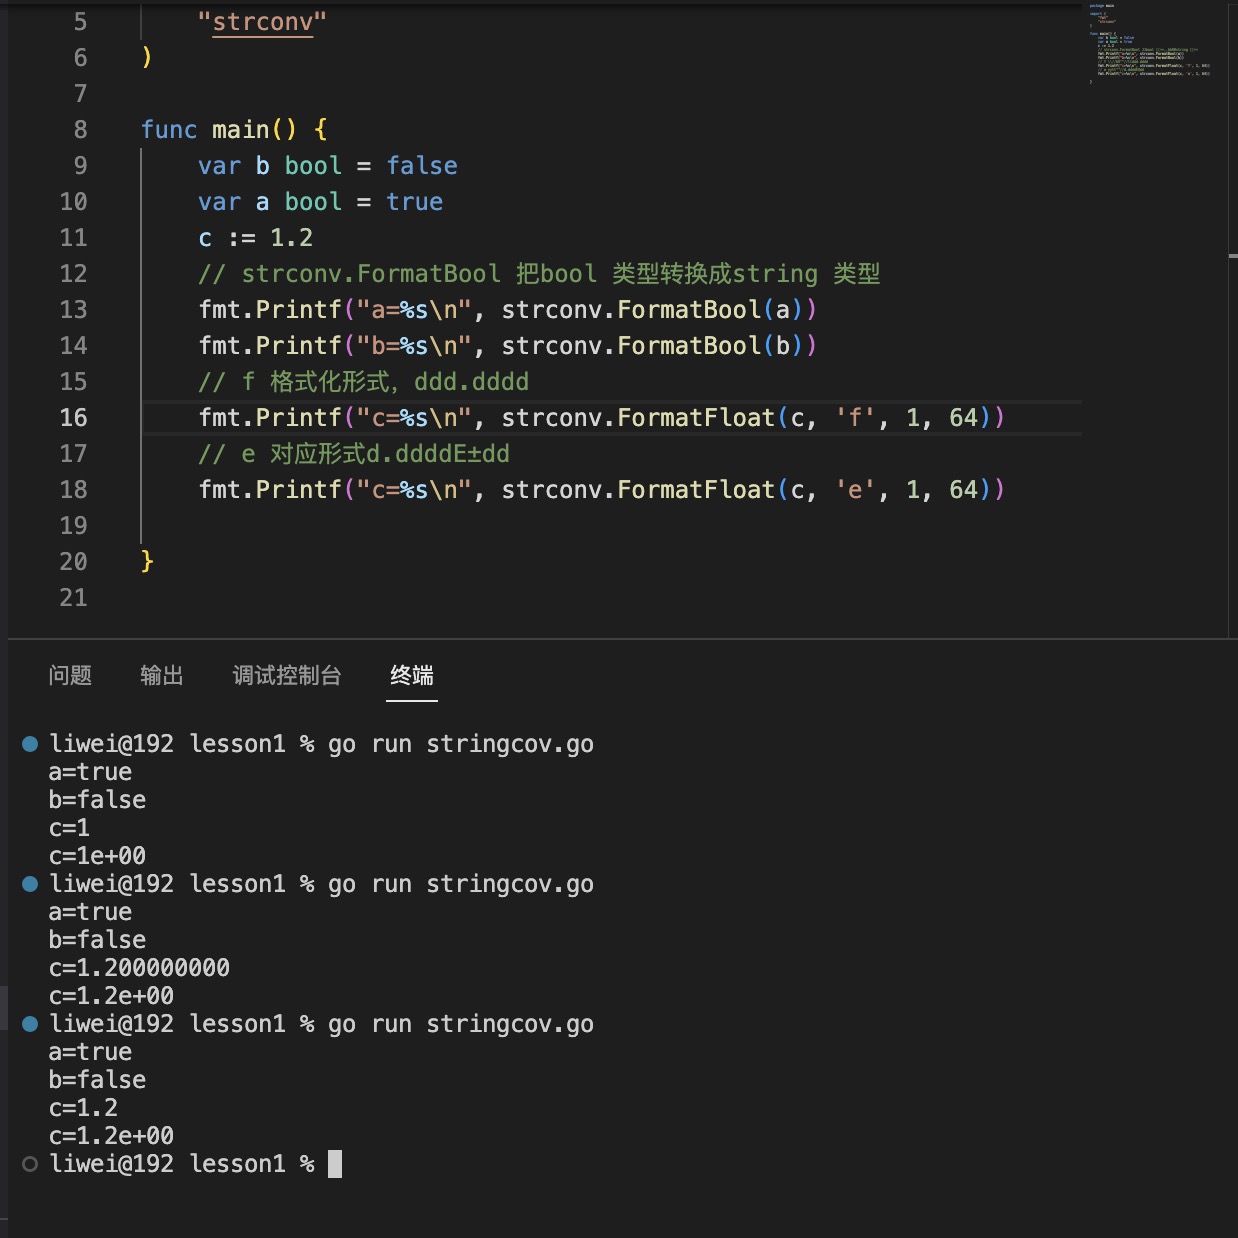 5 "strconv"
6 )
7
8 func main() {
9 var b bool = false
10 var a bool = true
11 c := 1.2
12 // strconv.FormatBool 把bool 类型转换成string 类型
13 fmt.Printf("a=%s\n", strconv.FormatBool(a))
14 fmt.Printf("b=%s\n", strconv.FormatBool(b))
15 // f 格式化形式，ddd.dddd
16 fmt.Printf("c=%s\n", strconv.FormatFloat(c, 'f', 1, 64))
17 // e 对应形式d.ddddE±dd
18 fmt.Printf("c=%s\n", strconv.FormatFloat(c, 'e', 1, 64))
19
20 }
21
问题 输出 调试控制台 终端
liwei@192 lesson1 % go run stringcov.go
a=true
b=false
c=1
c=1e+00
liwei@192 lesson1 % go run stringcov.go
a=true
b=false
c=1.200000000
c=1.2e+00
liwei@192 lesson1 % go run stringcov.go
a=true
b=false
c=1.2
c=1.2e+00
liwei@192 lesson1 %